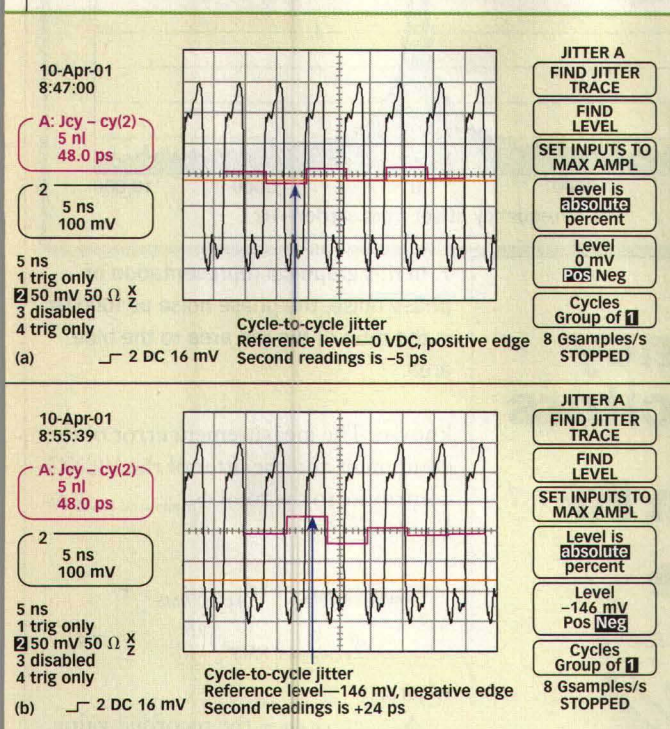 10-Apr-01
8:47:00
A: Jcy – cy(2)
5 nl
48.0 ps
2
5 ns
100 mV
5 ns
1 trig only
2 50 mV 50 Ω X Z
3 disabled
4 trig only
(a)
2 DC 16 mV
Cycle-to-cycle jitter
Reference level—0 VDC, positive edge
Second readings is –5 ps
JITTER A
FIND JITTER
TRACE
FIND
LEVEL
SET INPUTS TO
MAX AMPL
Level is
absolute
percent
Level
0 mV
Pos Neg
Cycles
Group of 1
8 Gsamples/s
STOPPED
10-Apr-01
8:55:39
A: Jcy – cy(2)
5 nl
48.0 ps
2
5 ns
100 mV
5 ns
1 trig only
2 50 mV 50 Ω X Z
3 disabled
4 trig only
(b)
2 DC 16 mV
Cycle-to-cycle jitter
Reference level—146 mV, negative edge
Second readings is +24 ps
JITTER A
FIND JITTER
TRACE
FIND
LEVEL
SET INPUTS TO
MAX AMPL
Level is
absolute
percent
Level
–146 mV
Pos Neg
Cycles
Group of 1
8 Gsamples/s
STOPPED